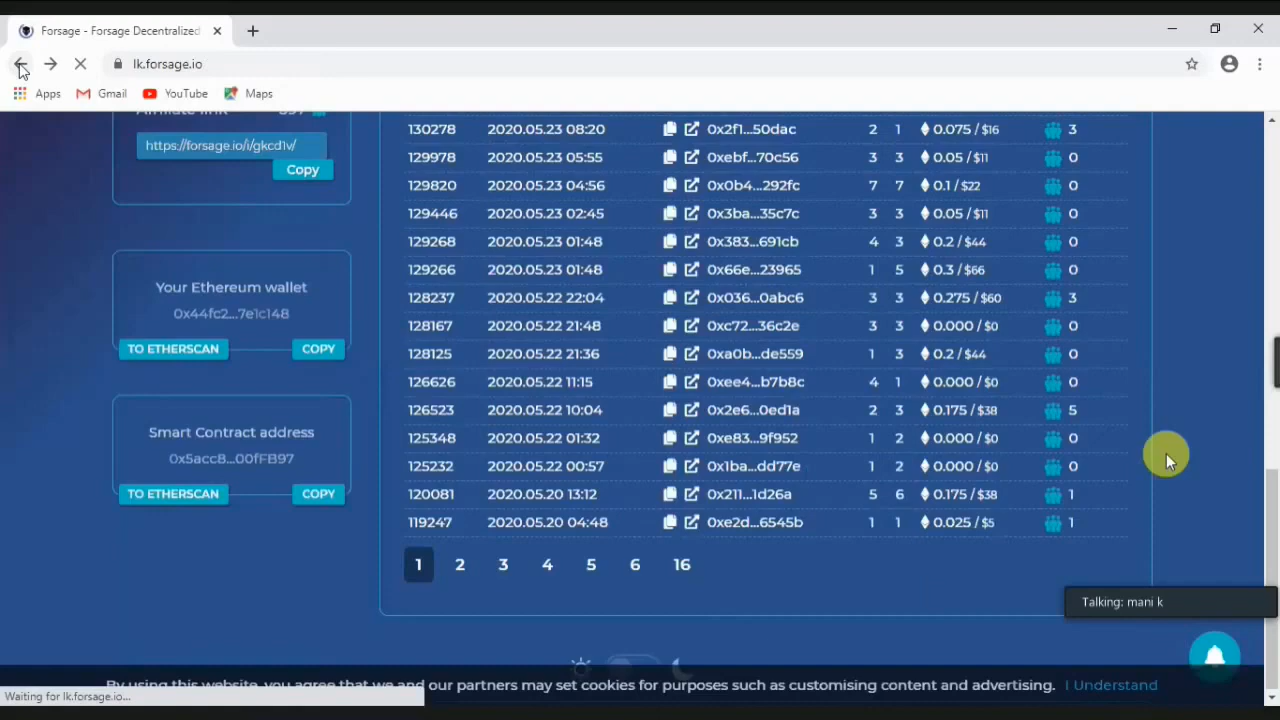 Forsage - Forsage Decentralized
lk.forsage.io
Apps Gmail YouTube Maps
https://forsage.io/i/gkcd1v/
Copy
Your Ethereum wallet
0x44fc2...7e1c148
TO ETHERSCAN COPY
Smart Contract address
0x5acc8...00fFB97
TO ETHERSCAN COPY
130278 2020.05.23 08:20 0x2f1...50dac 2 1 0.075 / $16 3
129978 2020.05.23 05:55 0xebf...70c56 3 3 0.05 / $11 0
129820 2020.05.23 04:56 0x0b4...292fc 7 7 0.1 / $22 0
129446 2020.05.23 02:45 0x3ba...35c7c 3 3 0.05 / $11 0
129268 2020.05.23 01:48 0x383...691cb 4 3 0.2 / $44 0
129266 2020.05.23 01:48 0x66e...23965 1 5 0.3 / $66 0
128237 2020.05.22 22:04 0x036...0abc6 3 3 0.275 / $60 3
128167 2020.05.22 21:48 0xc72...36c2e 3 3 0.000 / $0 0
128125 2020.05.22 21:36 0xa0b...de559 1 3 0.2 / $44 0
126626 2020.05.22 11:15 0xee4...b7b8c 4 1 0.000 / $0 0
126523 2020.05.22 10:04 0x2e6...0ed1a 2 3 0.175 / $38 5
125348 2020.05.22 01:32 0xe83...9f952 1 2 0.000 / $0 0
125232 2020.05.22 00:57 0x1ba...dd77e 1 2 0.000 / $0 0
120081 2020.05.20 13:12 0x211...1d26a 5 6 0.175 / $38 1
119247 2020.05.20 04:48 0xe2d...6545b 1 1 0.025 / $5 1
1 2 3 4 5 6 16
Talking: mani k
By using this website, you agree that we and our partners may set cookies for purposes such as customising content and advertising. I Understand
Waiting for lk.forsage.io...